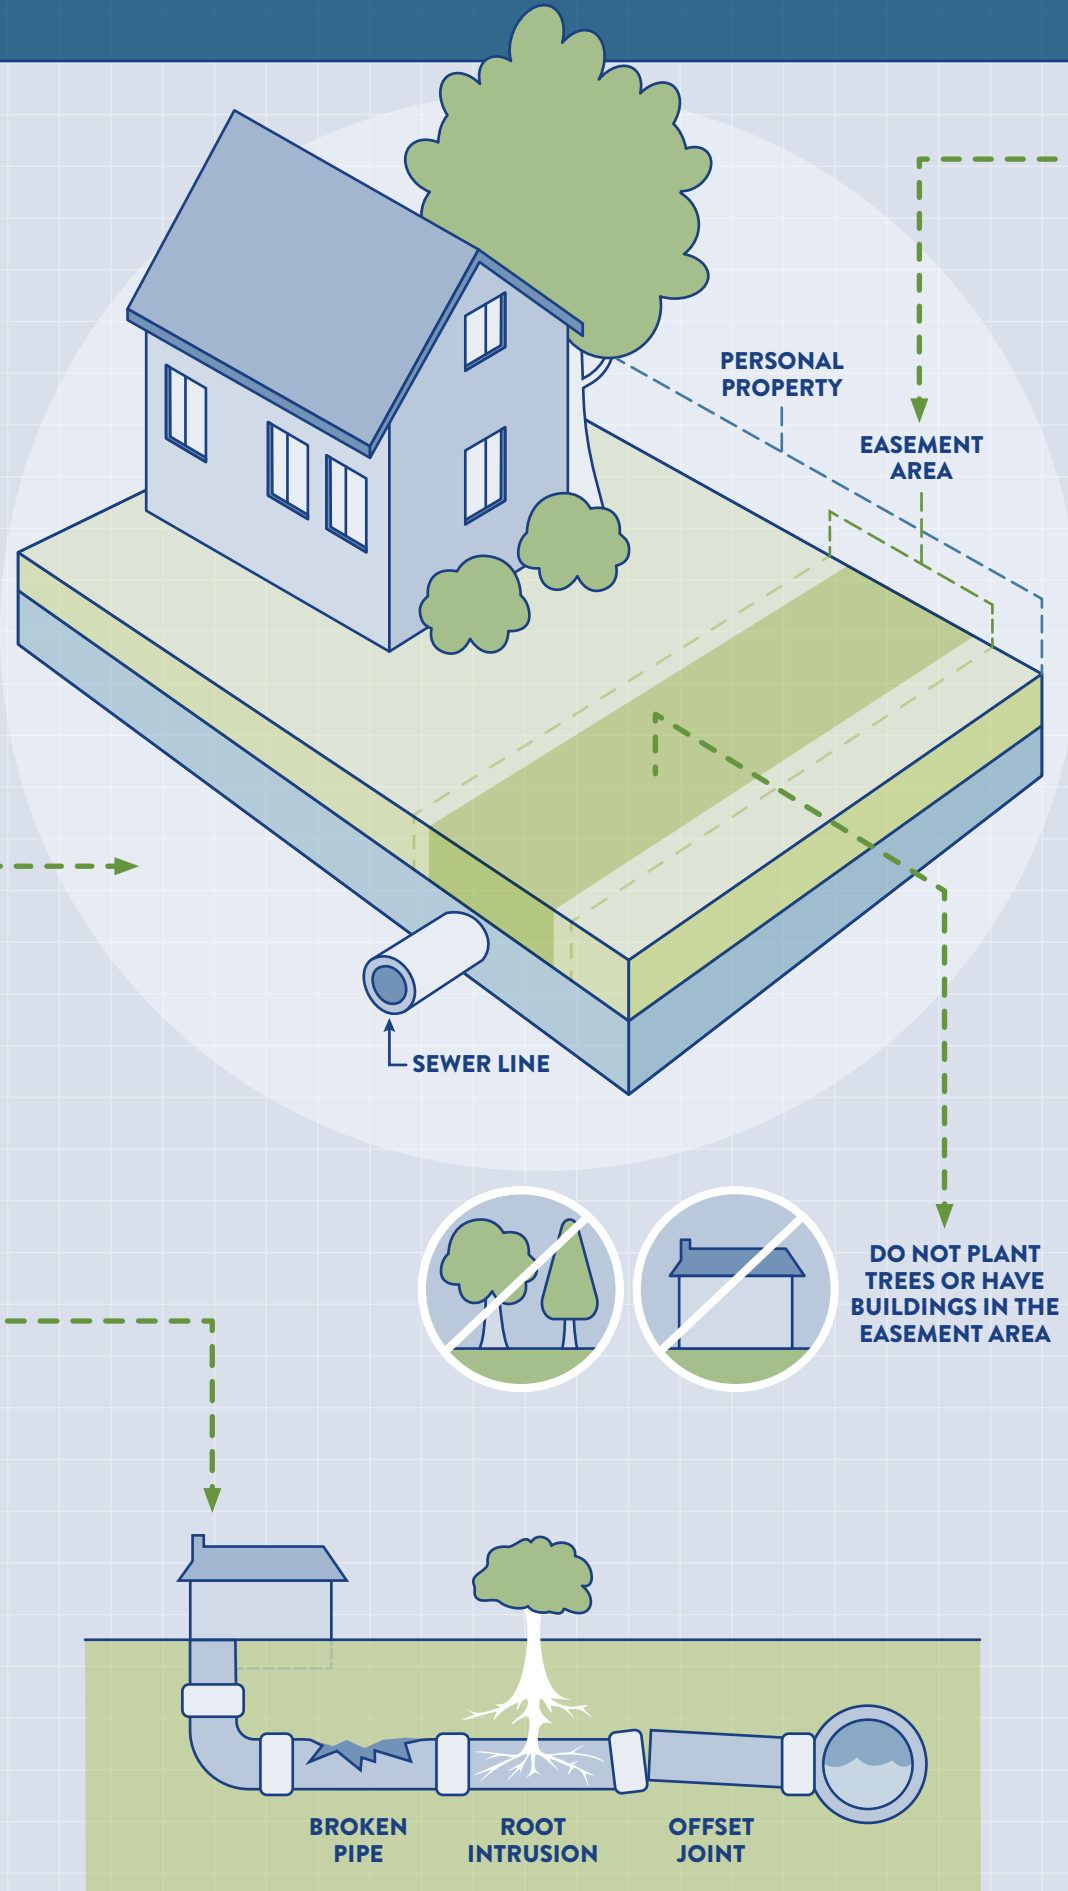 PERSONAL
PROPERTY
EASEMENT
AREA
SEWER LINE
DO NOT PLANT
TREES OR HAVE
BUILDINGS IN THE
EASEMENT AREA
BROKEN
PIPE
ROOT
INTRUSION
OFFSET
JOINT